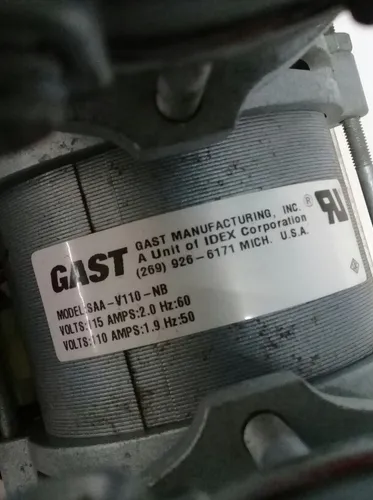 GAST
GAST MANUFACTURING, INC.®
A Unit of IDEX Corporation
(269) 926-6171 MICH. U.S.A.
MODEL:SAA-V110-NB
VOLTS:115 AMPS:2.0 Hz:60
VOLTS:110 AMPS:1.9 Hz:50